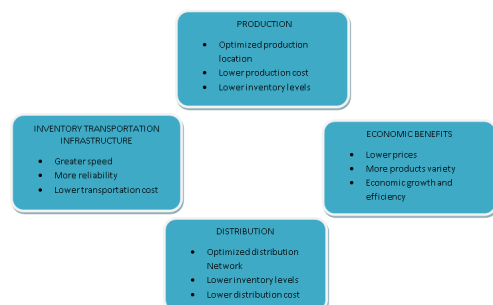 PRODUCTION
• Optimized production
location
• Lower production cost
• Lower inventory levels
INVENTORY TRANSPORTATION
INFRASTRUCTURE
• Greater speed
• More reliability
• Lower transportation cost
ECONOMIC BENEFITS
• Lower prices
• More products variety
• Economic growth and
efficiency
DISTRIBUTION
• Optimized distribution
Network
• Lower inventory levels
• Lower distribution cost